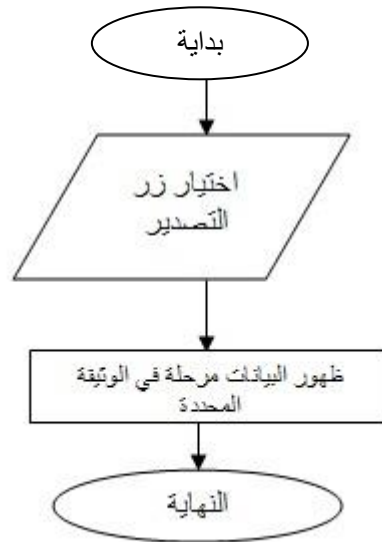 بداية
اختيار زر
التصدير
ظهور البيانات مرحلة في الوثيقة
المحددة
النهاية